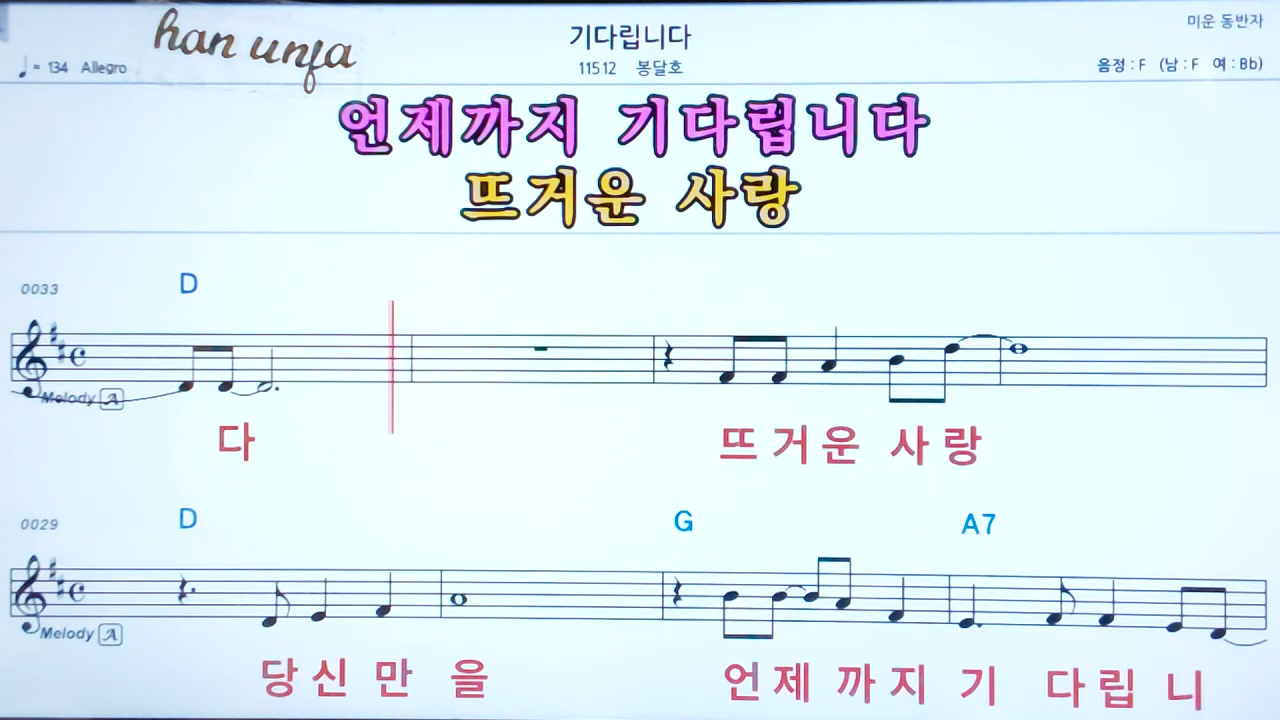 han unja
기다립니다
미운 동반자
♩= 134 Allegro
11512 봉달호
음정 : F (남 : F 여 : Bb)
언제까지 기다립니다
뜨거운 사랑
0033 D
Melody A
다 뜨거운 사랑
0029 D G A7
Melody A
당신만을 언제까지기다립니